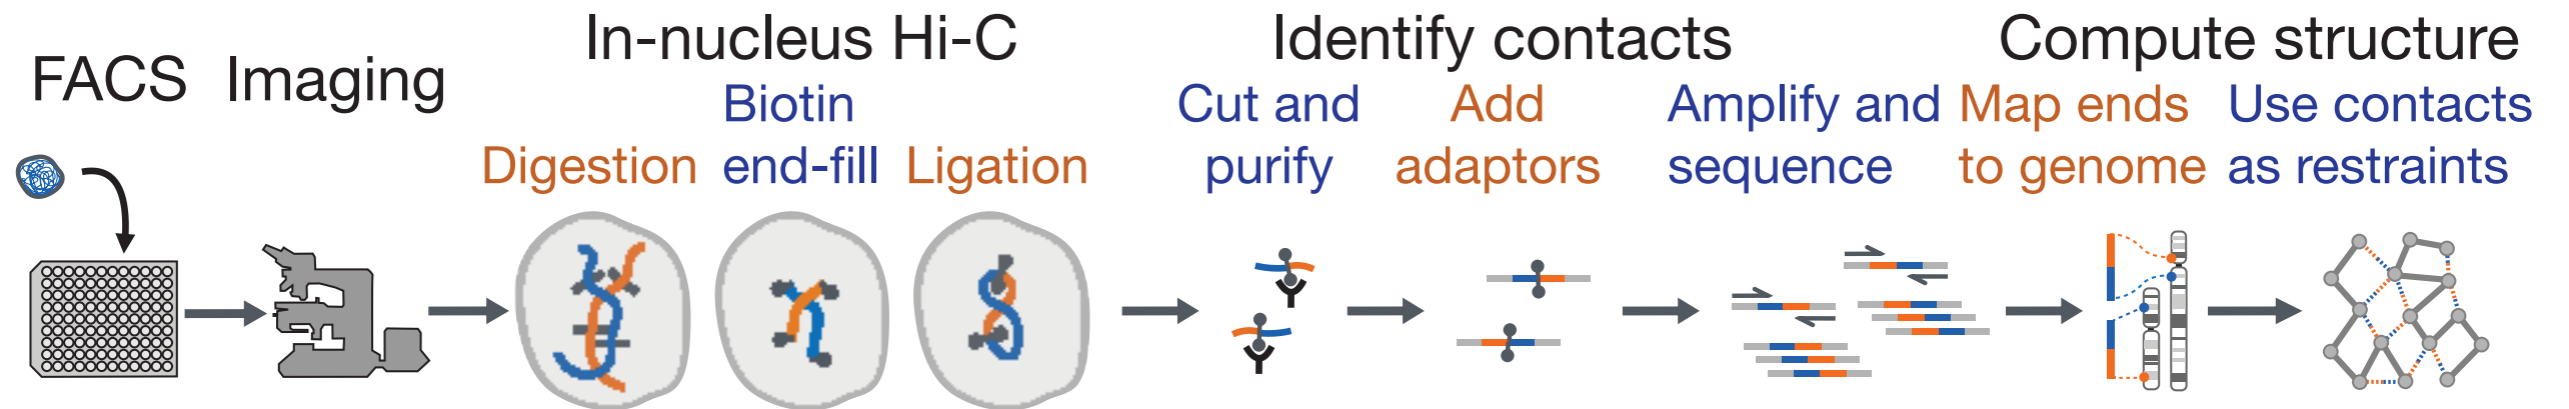 FACS
Imaging
In-nucleus Hi-C
Digestion
Biotin
end-fill
Ligation
Identify contacts
Cut and
purify
Add
adaptors
Amplify and
sequence
Compute structure
Map ends
to genome
Use contacts
as restraints